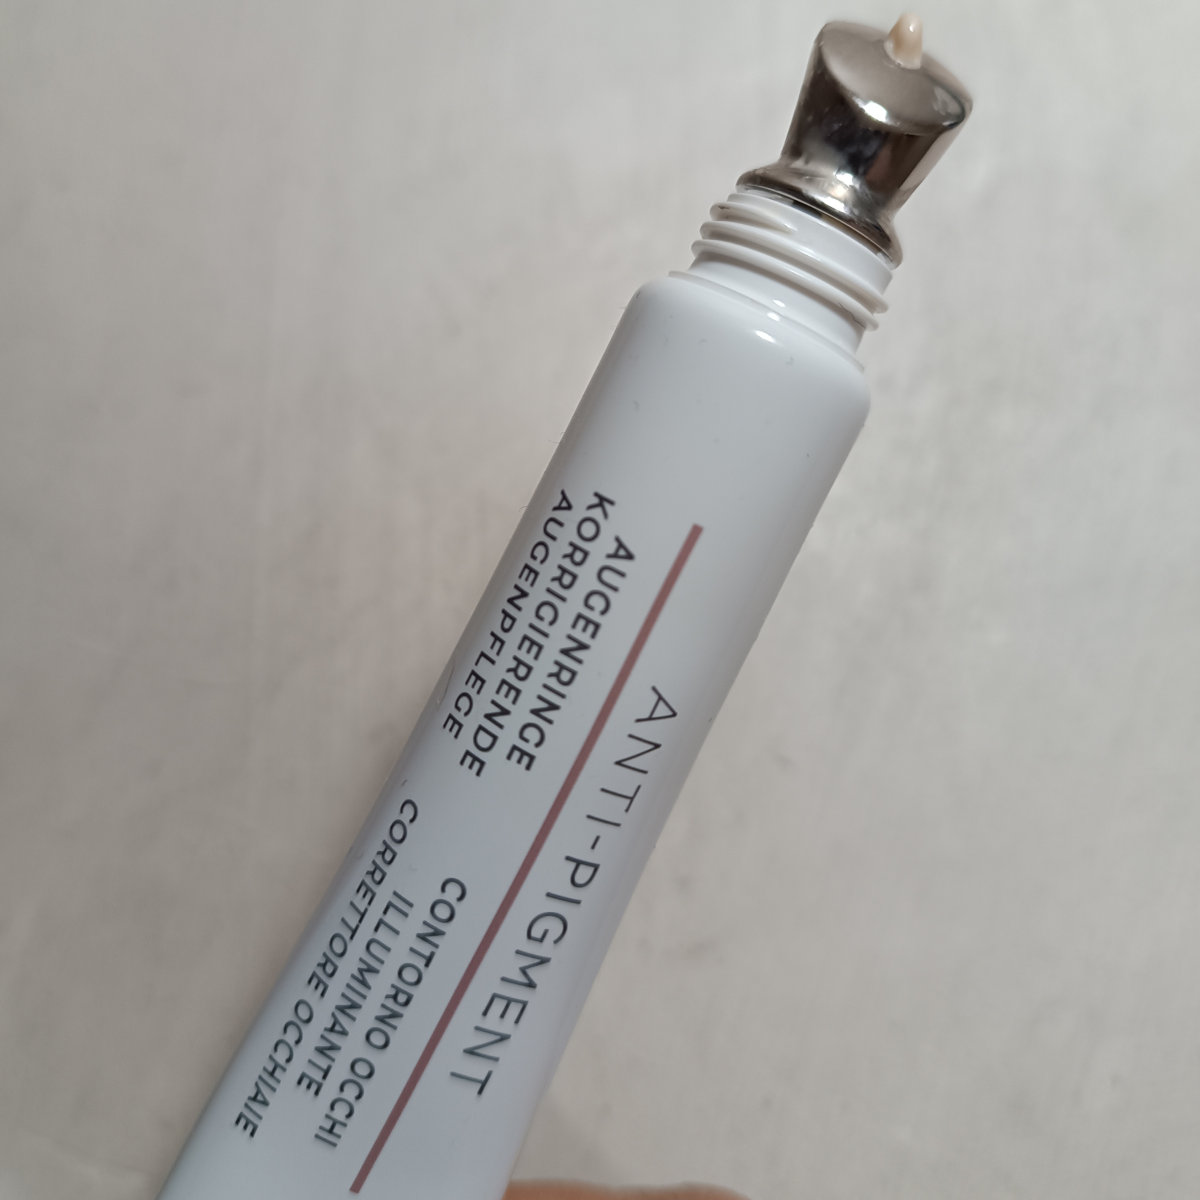 ANTI-PIGMENT
AUGENRINGE
KORRIGIERENDE
AUGENPFLEGE
CONTORNO OCCHI
ILLUMINANTE
CORRETTORE OCCHIAIE